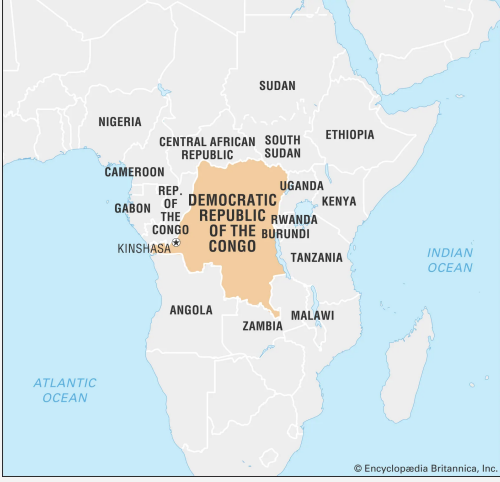 SUDAN
NIGERIA
ETHIOPIA
CENTRAL AFRICAN
REPUBLIC
SOUTH
SUDAN
CAMEROON
UGANDA
REP.
OF
THE
CONGO
DEMOCRATIC
REPUBLIC
OF THE
CONGO
KENYA
GABON
RWANDA
BURUNDI
KINSHASA
TANZANIA
INDIAN
OCEAN
ANGOLA
MALAWI
ZAMBIA
ATLANTIC
OCEAN
© Encyclopædia Britannica, Inc.